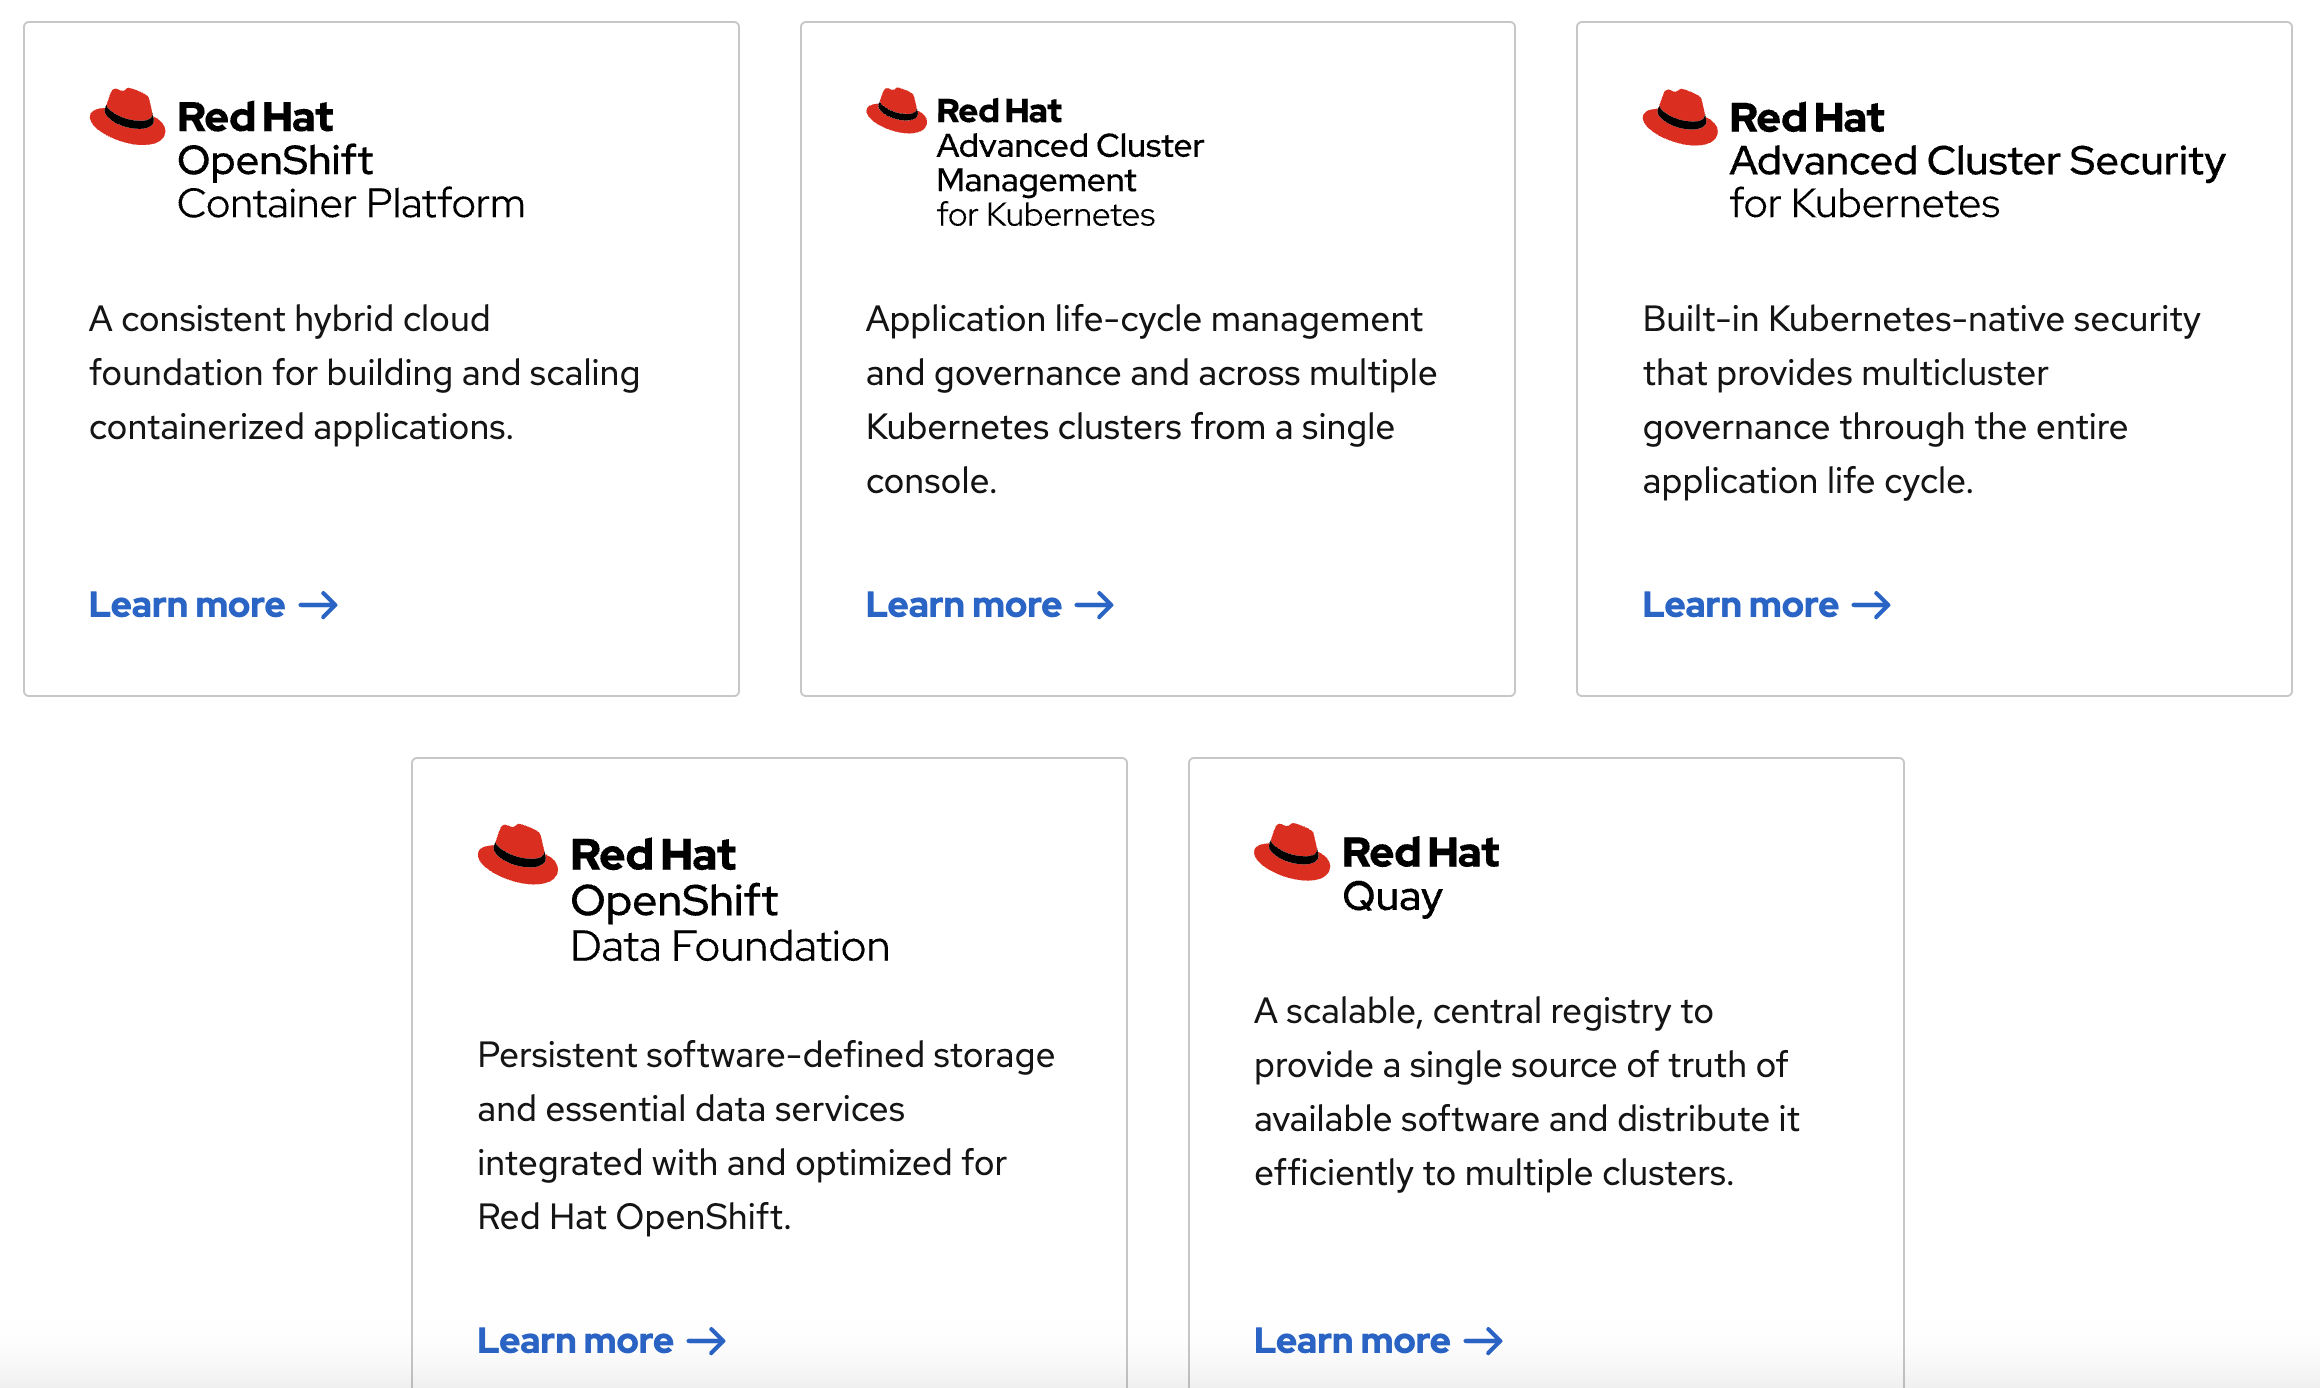 Red Hat
OpenShift
Container Platform
A consistent hybrid cloud
foundation for building and scaling
containerized applications.
Learn more →
Red Hat
Advanced Cluster
Management
for Kubernetes
Application life-cycle management
and governance and across multiple
Kubernetes clusters from a single
console.
Learn more →
Red Hat
Advanced Cluster Security
for Kubernetes
Built-in Kubernetes-native security
that provides multicluster
governance through the entire
application life cycle.
Learn more →
Red Hat
OpenShift
Data Foundation
Persistent software-defined storage
and essential data services
integrated with and optimized for
Red Hat OpenShift.
Learn more →
Red Hat
Quay
A scalable, central registry to
provide a single source of truth of
available software and distribute it
efficiently to multiple clusters.
Learn more →